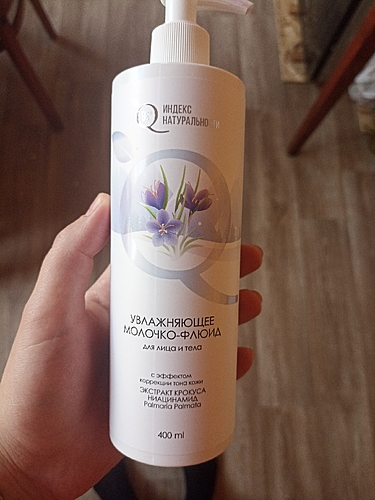 ИНДЕКС
НАТУРАЛЬНОСТИ
УВЛАЖНЯЮЩЕЕ
МОЛОЧКО-ФЛЮИД
ДЛЯ ЛИЦА И ТЕЛА
С ЭФФЕКТОМ
КОРРЕКЦИИ ТОНА КОЖИ
ЭКСТРАКТ КРОКУСА
НИАЦИНАМИД
Palmaria Palmata
400 ml